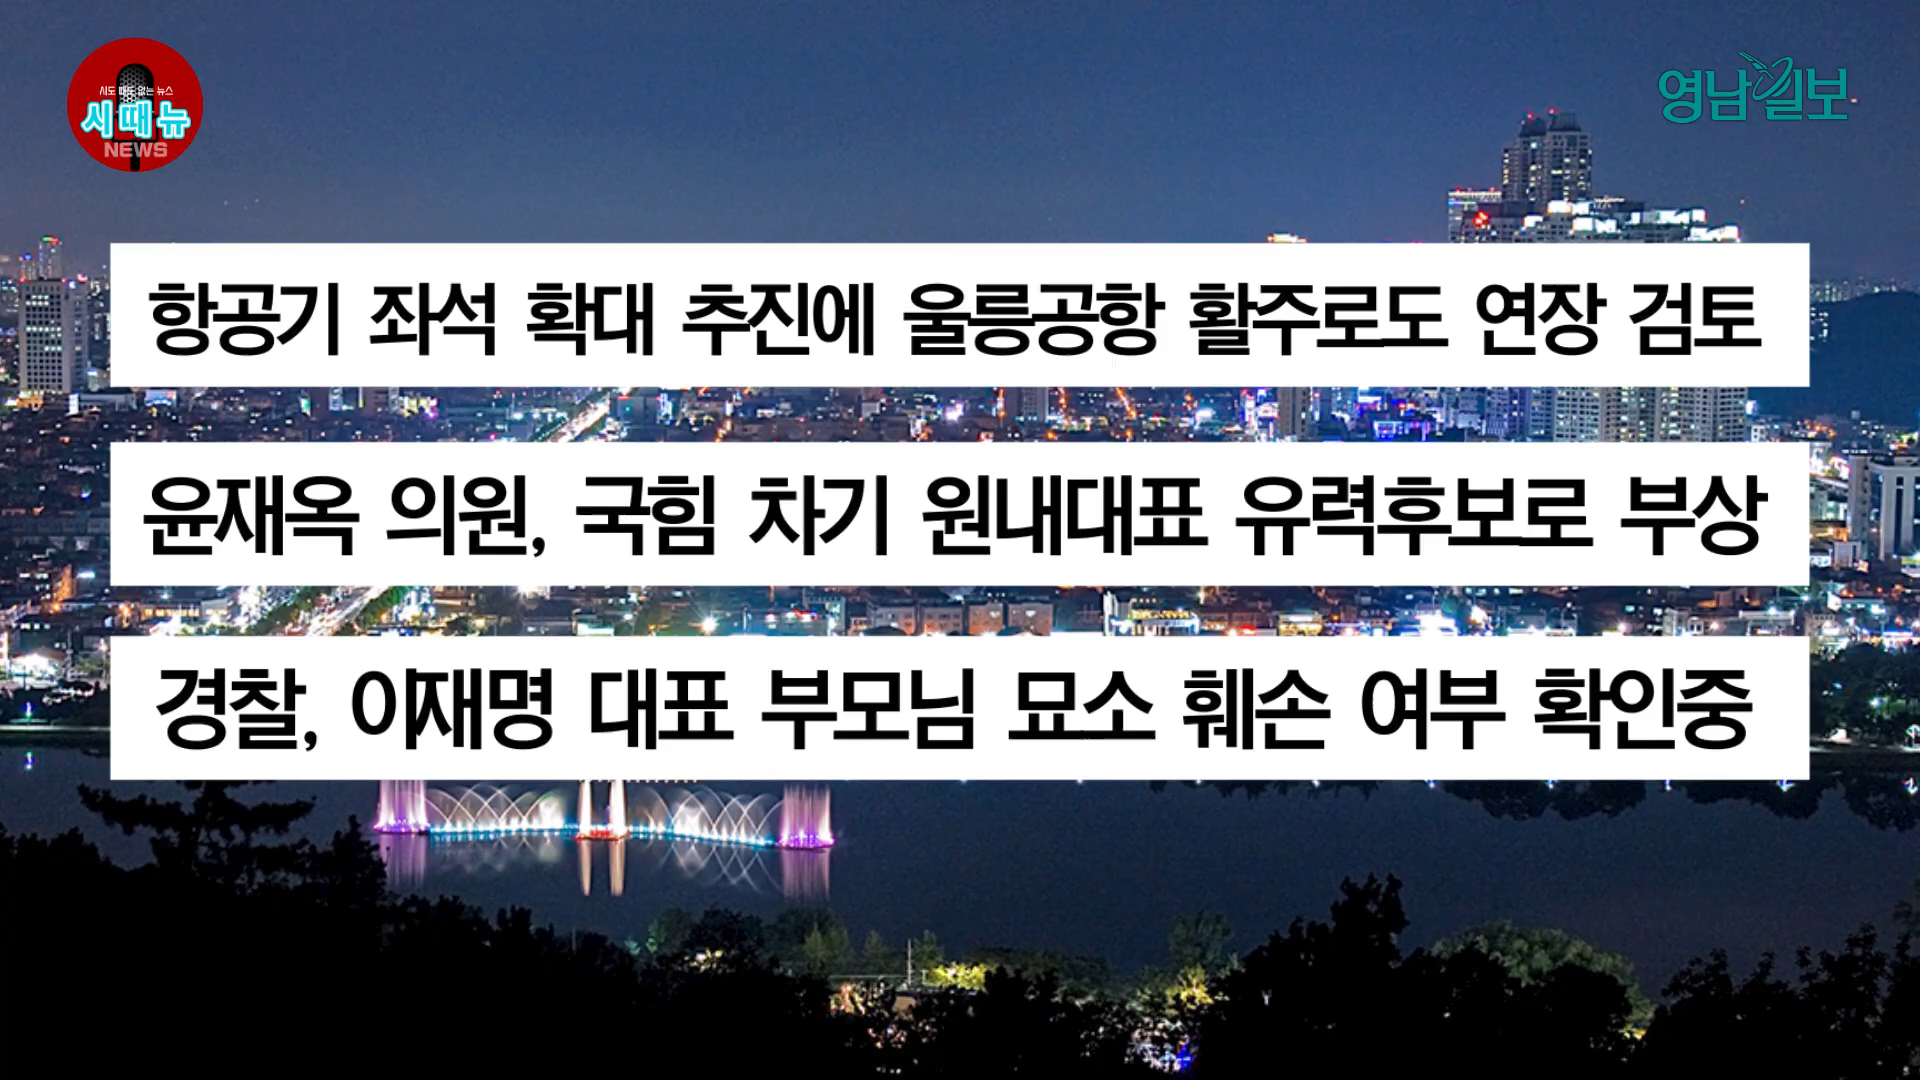 시도 때도 없는 뉴스
시때뉴
NEWS
영남일보
항공기 좌석 확대 추진에 울릉공항 활주로도 연장 검토
윤재옥 의원, 국힘 차기 원내대표 유력후보로 부상
경찰, 이재명 대표 부모님 묘소 훼손 여부 확인중